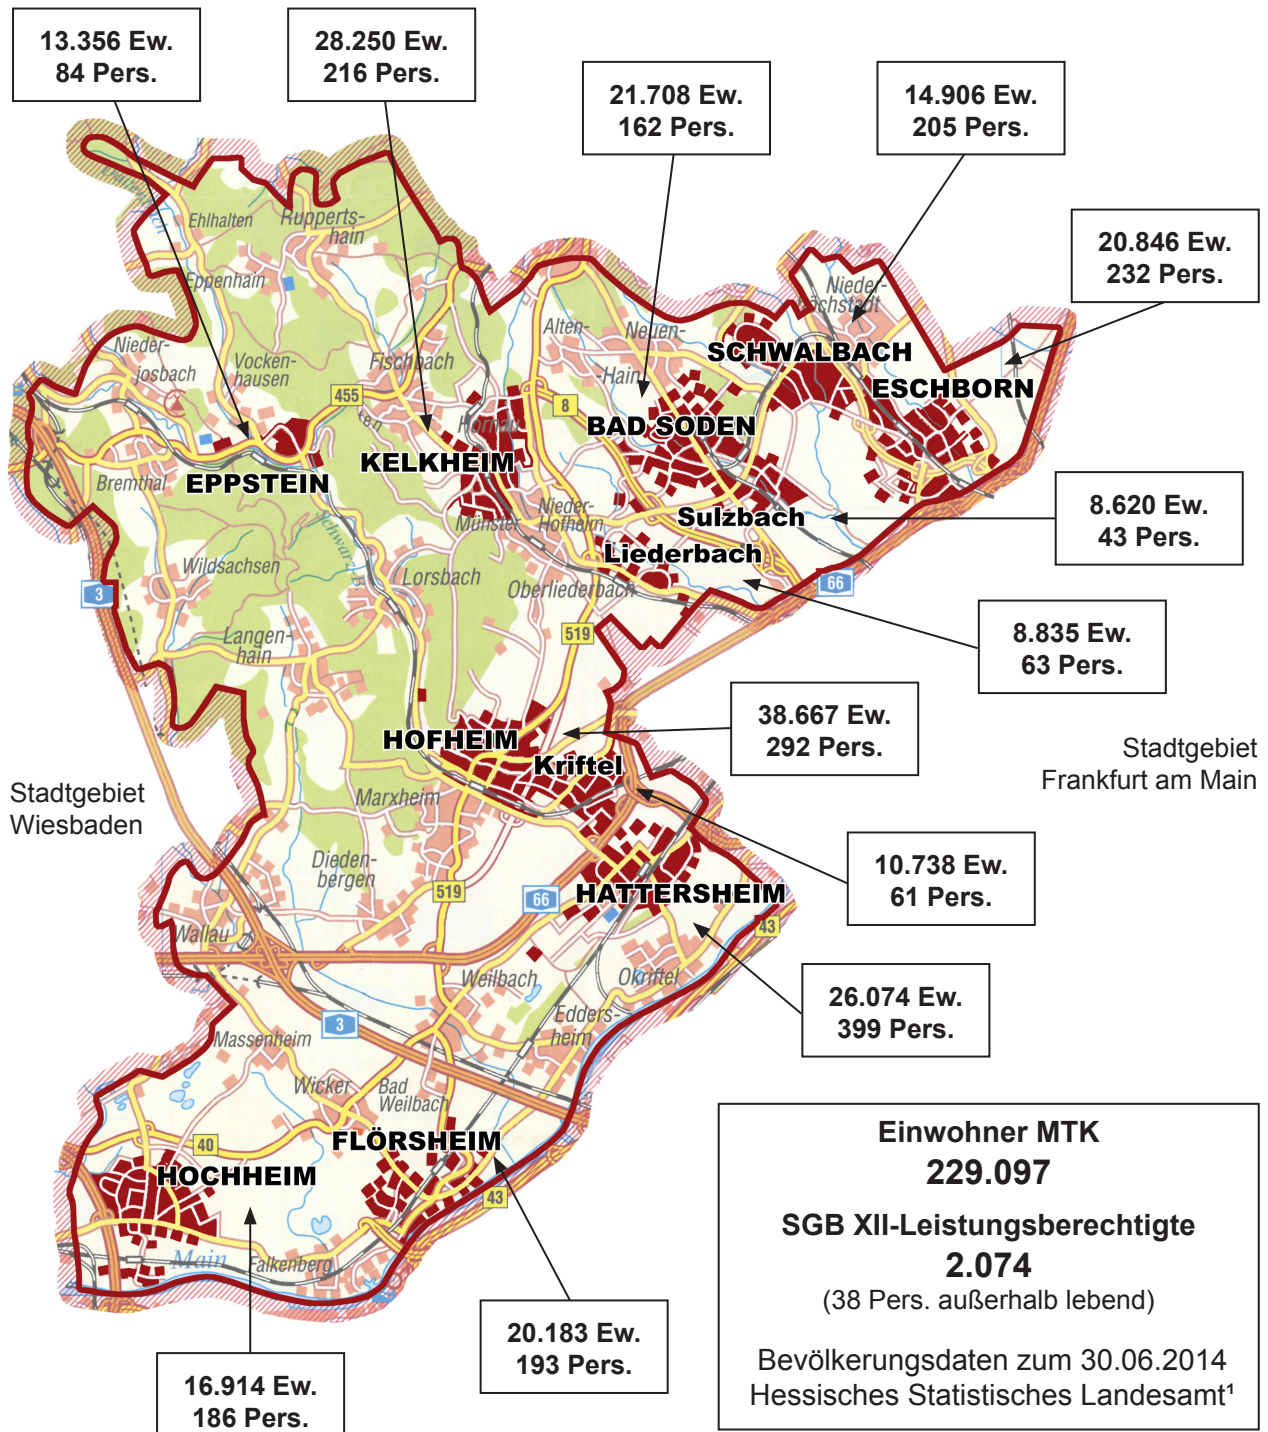 13.356 Ew.
84 Pers.
28.250 Ew.
216 Pers.
21.708 Ew.
162 Pers.
14.906 Ew.
205 Pers.
20.846 Ew.
232 Pers.
Ehlhalten
Rupperts-
hain
Eppenhain
Nieder-
höchstadt
Alten-
Neuen-
-Hain
Nieder-
josbach
Vocken-
hausen
Fischbach
SCHWALBACH
ESCHBORN
455
8
Hornau
BAD SODEN
KELKHEIM
EPPSTEIN
Bremthal
Münster
Nieder-
Hofheim
Sulzbach
8.620 Ew.
43 Pers.
Liederbach
Wildsachsen
Lorsbach
Oberliederbach
66
3
8.835 Ew.
63 Pers.
Langen-
hain
519
38.667 Ew.
292 Pers.
HOFHEIM
Kriftel
Stadtgebiet
Frankfurt am Main
Stadtgebiet
Wiesbaden
Marxheim
10.738 Ew.
61 Pers.
Dieden-
bergen
519
66
HATTERSHEIM
43
Wallau
Weilbach
Okriftel
26.074 Ew.
399 Pers.
3
Edders-
heim
Massenheim
Wicker
Bad
Weilbach
40
FLÖRSHEIM
HOCHHEIM
43
Main
Falkenberg
20.183 Ew.
193 Pers.
16.914 Ew.
186 Pers.
Einwohner MTK
229.097
SGB XII-Leistungsberechtigte
2.074
(38 Pers. außerhalb lebend)
Bevölkerungsdaten zum 30.06.2014
Hessisches Statistisches Landesamt¹